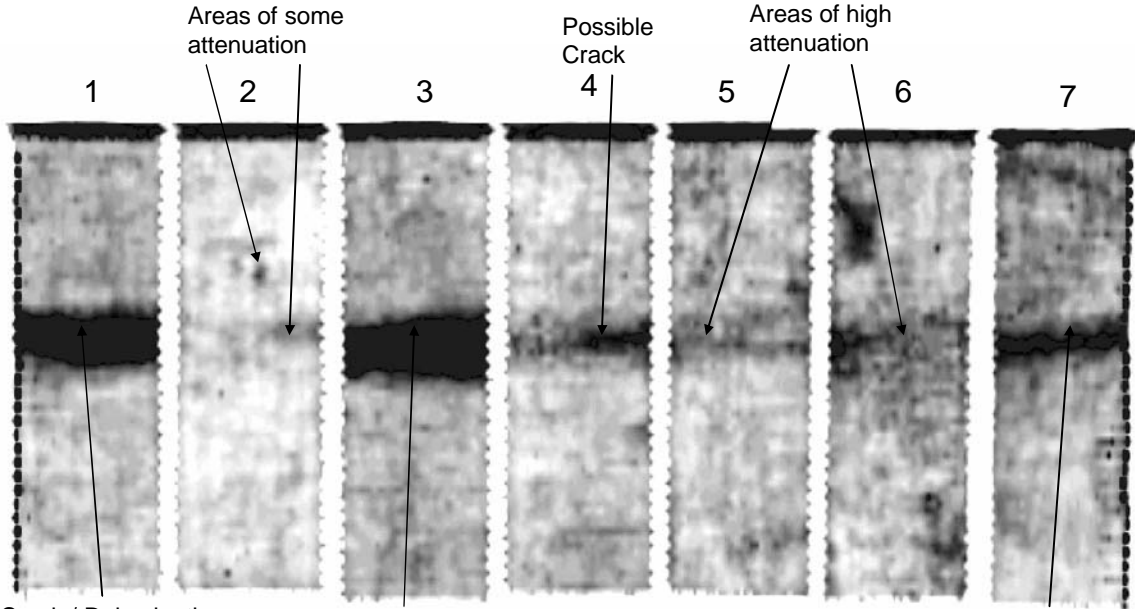 Areas of some
attenuation
Possible
Crack
Areas of high
attenuation
1 2 3 4 5 6 7